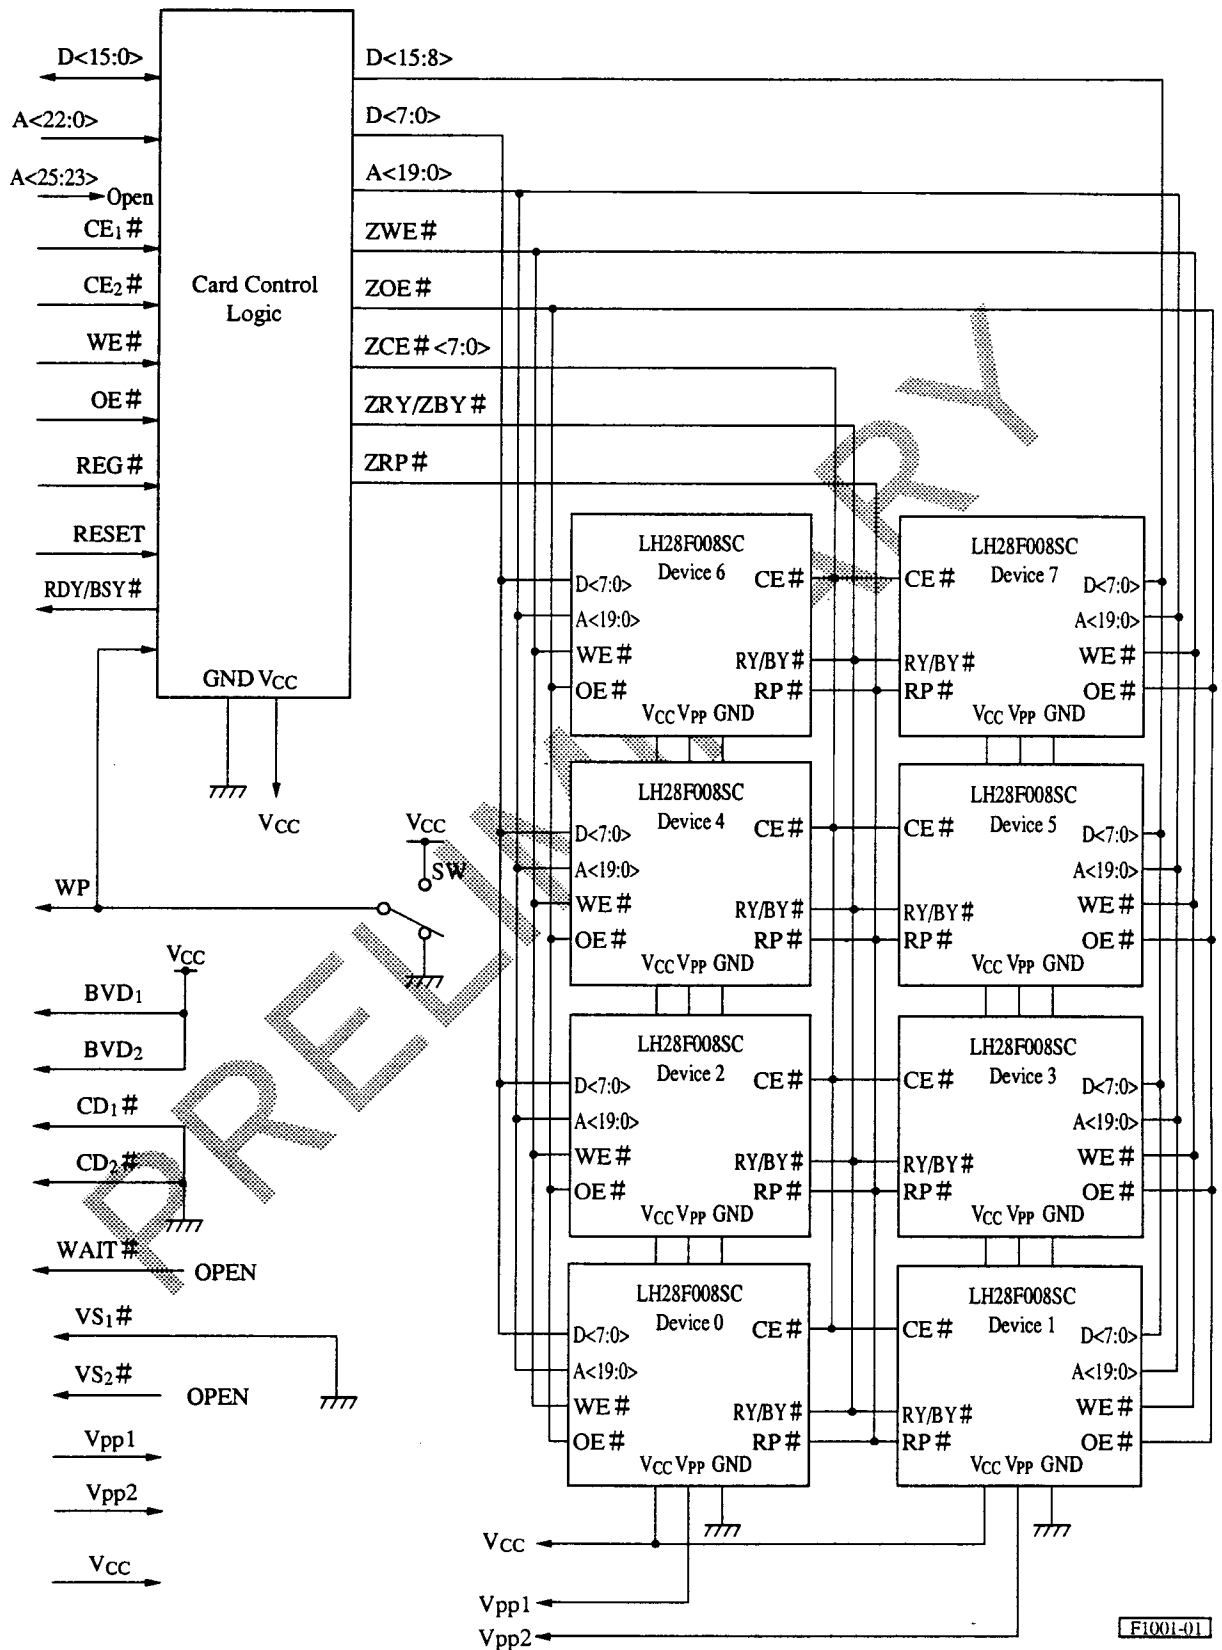 D<15:0>
A<22:0>
A<25:23>
Open
CE1#
CE2#
WE#
OE#
REG#
RESET
RDY/BSY#
Card Control
Logic
GND VCC
VCC
D<15:8>
D<7:0>
A<19:0>
ZWE#
ZOE#
ZCE#<7:0>
ZRY/ZBY#
ZRP#
WP
VCC
SW
VCC
BVD1
BVD2
CD1#
CD2#
WAIT#
OPEN
VS1#
VS2#
OPEN
Vpp1
Vpp2
VCC
LH28F008SC
Device 6
CE#
D<7:0>
A<19:0>
WE#
RY/BY#
OE#
RP#
VCC VPP GND
LH28F008SC
Device 7
CE#
D<7:0>
A<19:0>
RY/BY#
WE#
RP#
OE#
VCC VPP GND
LH28F008SC
Device 4
CE#
D<7:0>
A<19:0>
WE#
RY/BY#
OE#
RP#
VCC VPP GND
LH28F008SC
Device 5
CE#
D<7:0>
A<19:0>
RY/BY#
WE#
RP#
OE#
VCC VPP GND
LH28F008SC
Device 2
CE#
D<7:0>
A<19:0>
WE#
RY/BY#
OE#
RP#
VCC VPP GND
LH28F008SC
Device 3
CE#
D<7:0>
A<19:0>
RY/BY#
WE#
RP#
OE#
VCC VPP GND
LH28F008SC
Device 0
CE#
D<7:0>
A<19:0>
WE#
RY/BY#
OE#
RP#
VCC VPP GND
LH28F008SC
Device 1
CE#
D<7:0>
A<19:0>
RY/BY#
WE#
RP#
OE#
VCC VPP GND
VCC
Vpp1
Vpp2
PRELIMINARY
F1001-01